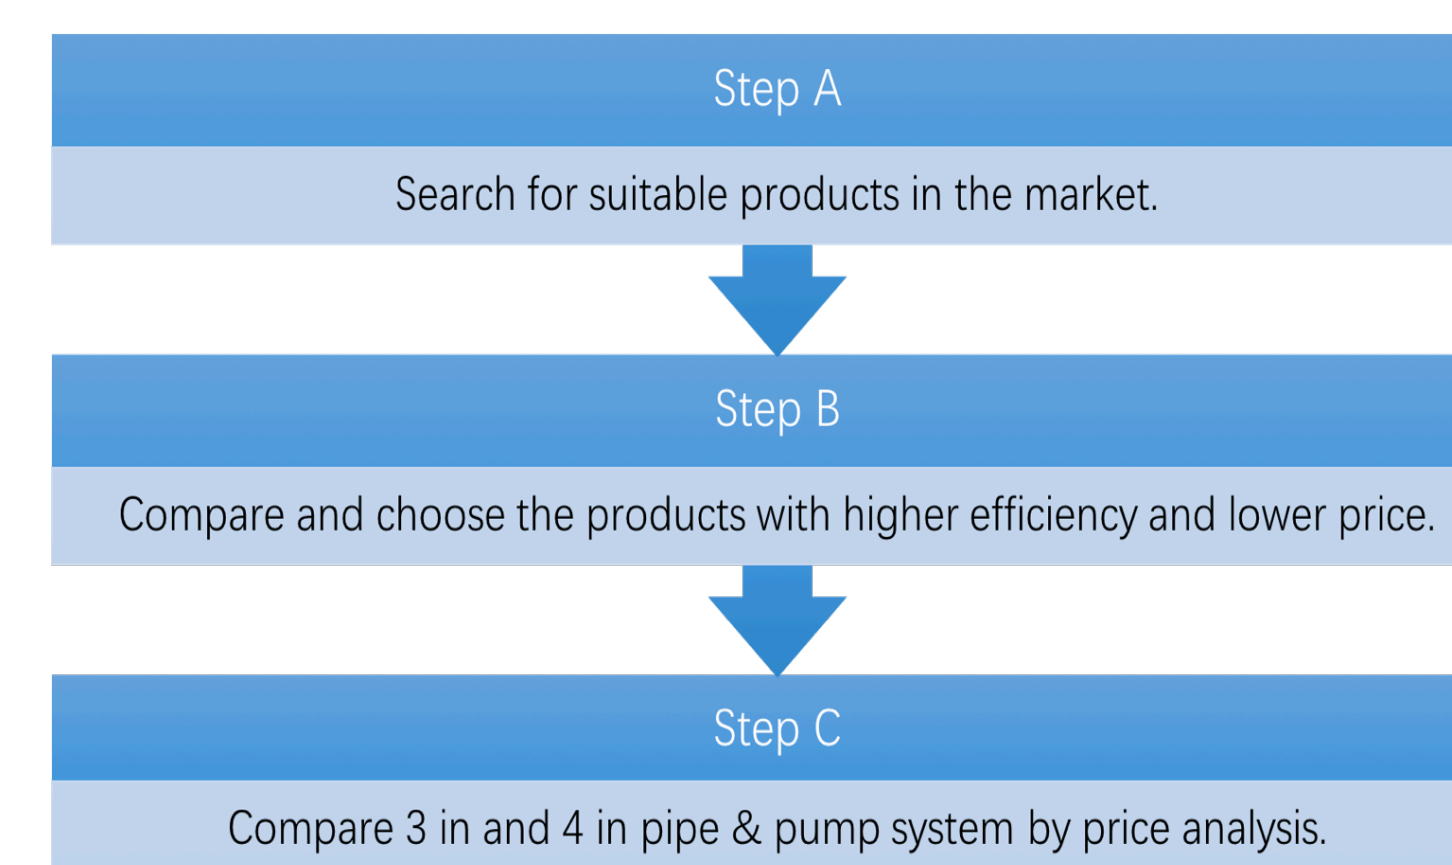 Step A
Search for suitable products in the market.
Step B
Compare and choose the products with higher efficiency and lower price.
Step C
Compare 3 in and 4 in pipe & pump system by price analysis.